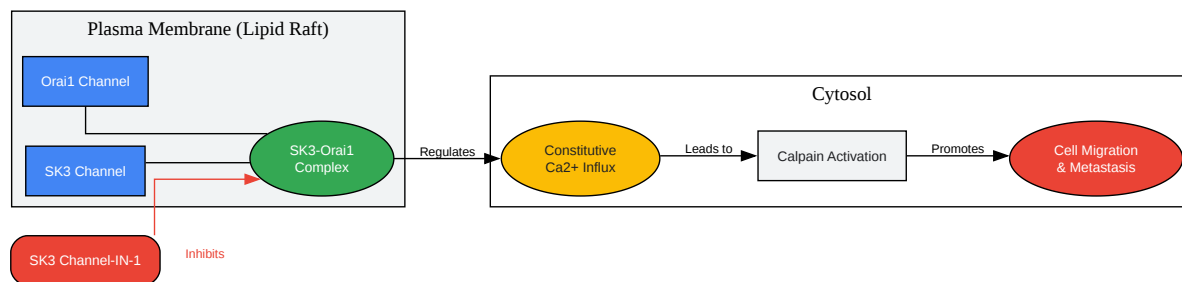 Plasma Membrane (Lipid Raft)
Orai1 Channel
SK3 Channel
SK3-Orai1
Complex
Regulates
Cytosol
Constitutive
Ca2+ Influx
Leads to
Calpain Activation
Promotes
Cell Migration
& Metastasis
SK3 Channel-IN-1
Inhibits